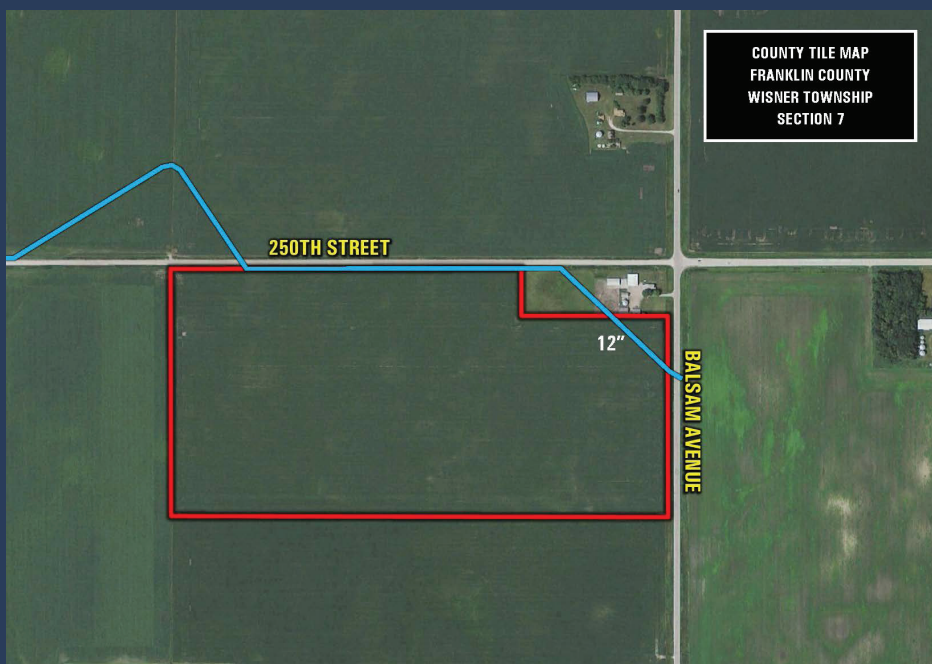 COUNTY TILE MAP
FRANKLIN COUNTY
WISNER TOWNSHIP
SECTION 7
250TH STREET
12"
BALSAM AVENUE